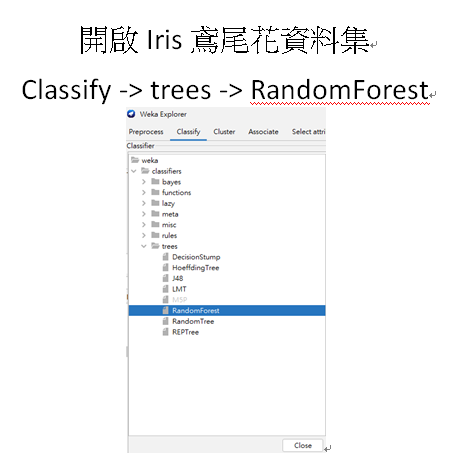 開啟 Iris 鳶尾花資料集
Classify -> trees -> RandomForest
Weka Explorer
Preprocess Classify Cluster Associate Select attri
Classifier
weka
classifiers
bayes
functions
lazy
meta
misc
rules
trees
DecisionStump
HoeffdingTree
J48
LMT
M5P
RandomForest
RandomTree
REPTree
Close